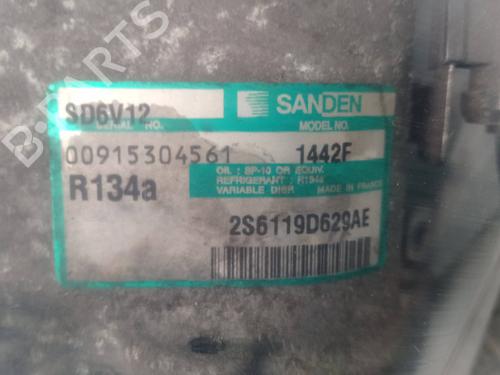 SD6V12
SANDEN
SERIAL NO.
MODEL NO.
00915304561
1442F
R134a
OIL : SP-10 OR EQUIV.
REFRIGERANT : R134a
VARIABLE DISP. MADE IN FRANCE
2S6119D629AE
B-PARTS